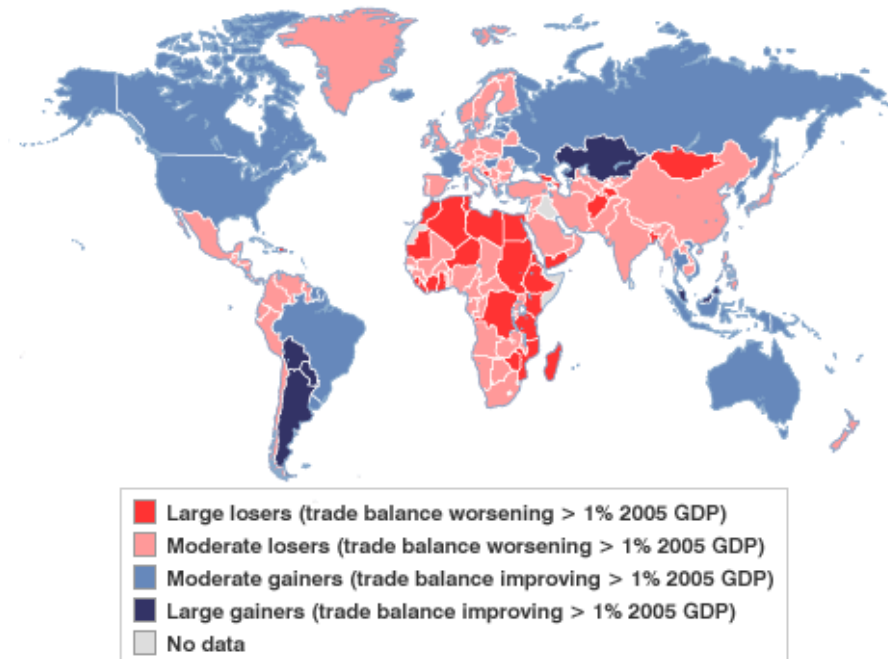 Large losers (trade balance worsening > 1% 2005 GDP)
Moderate losers (trade balance worsening > 1% 2005 GDP)
Moderate gainers (trade balance improving > 1% 2005 GDP)
Large gainers (trade balance improving > 1% 2005 GDP)
No data